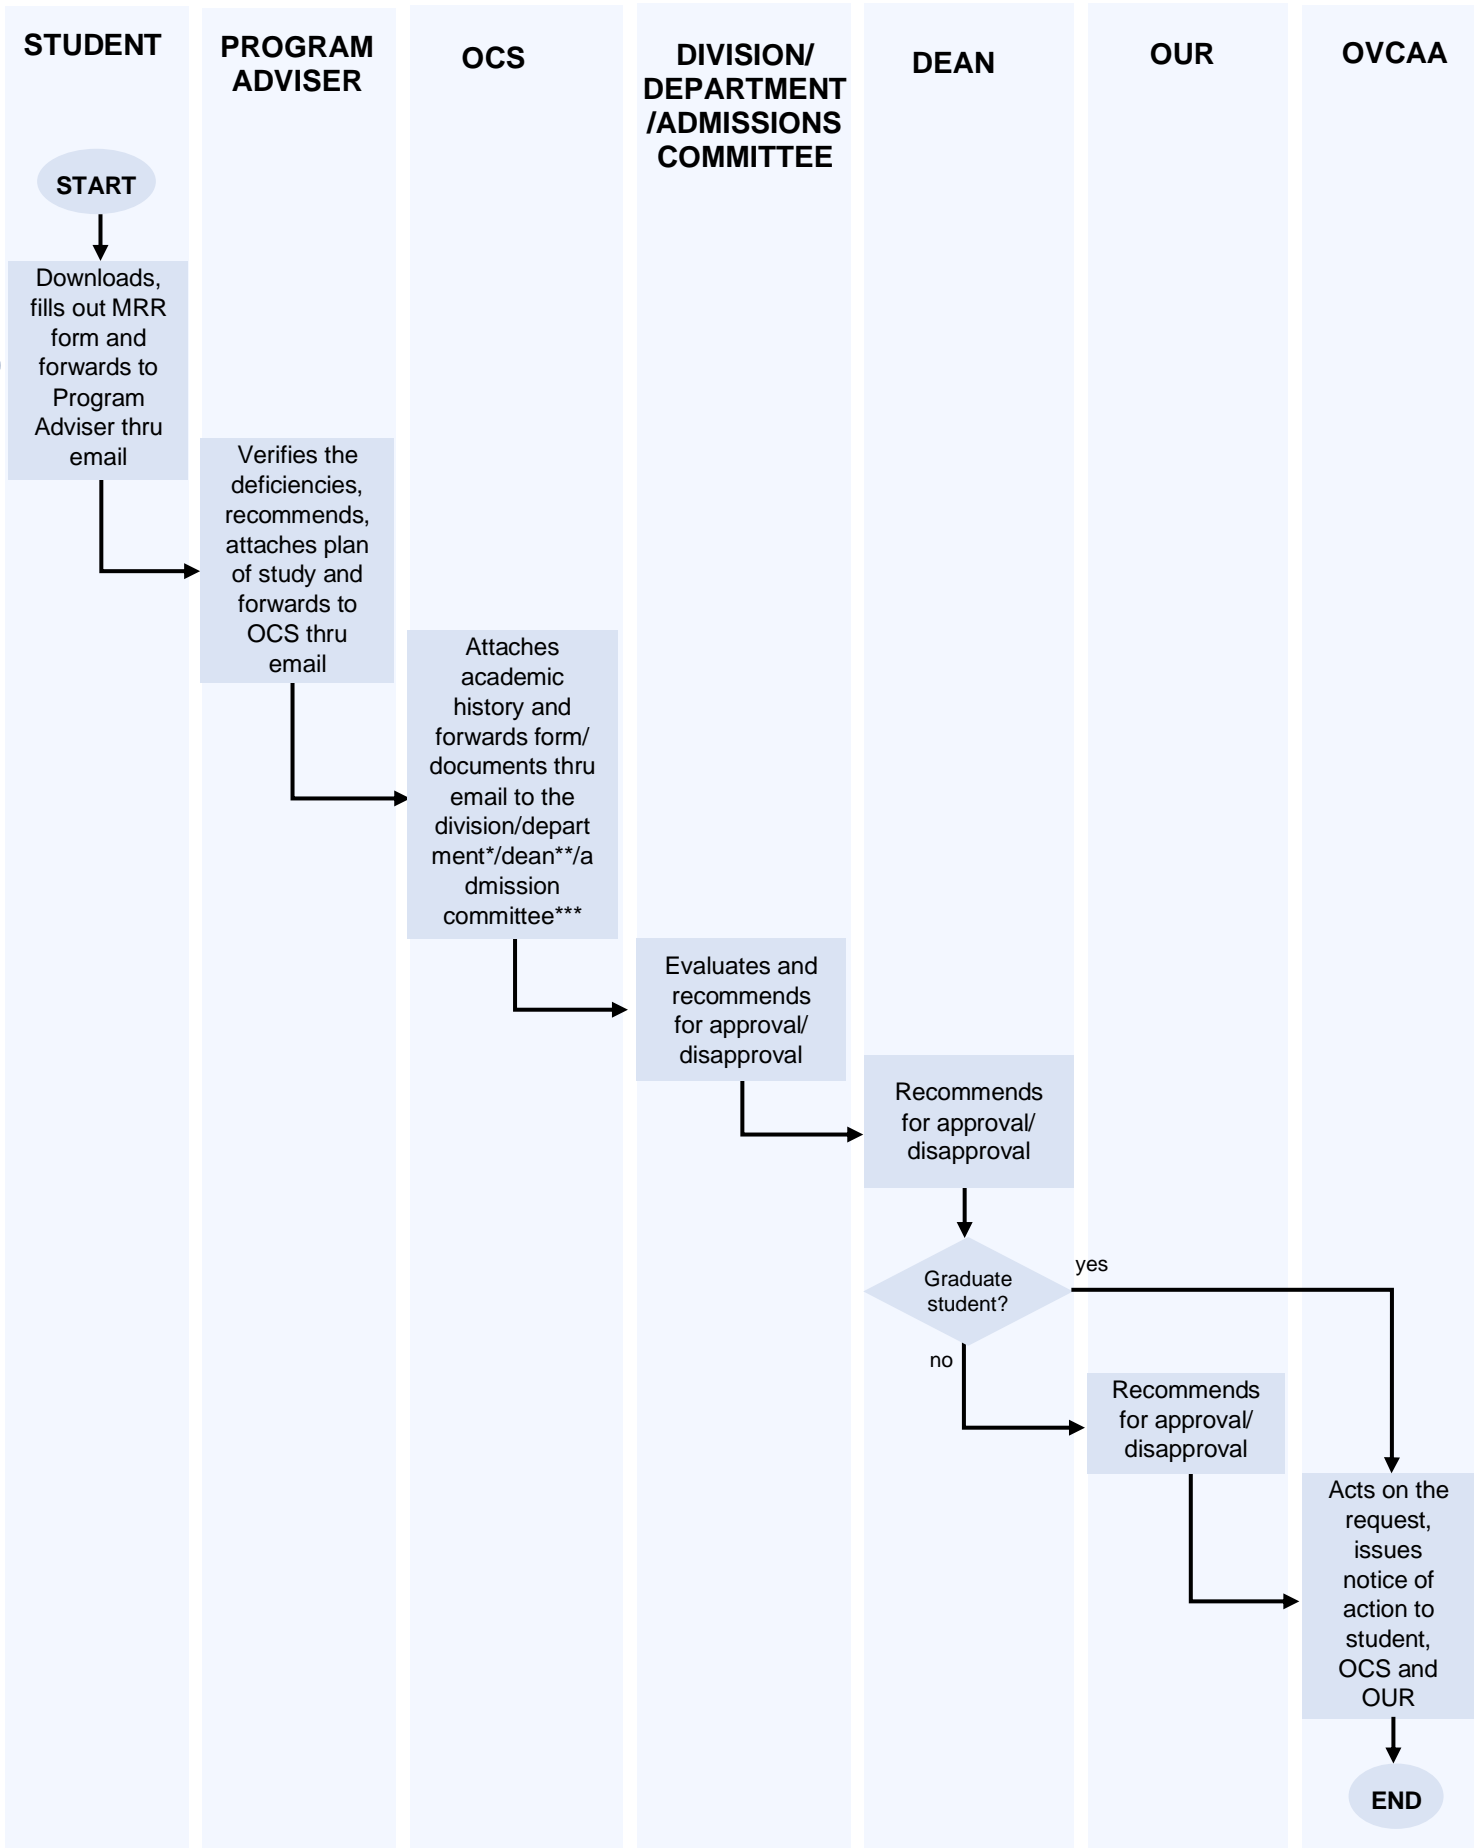 STUDENT
PROGRAM
ADVISER
OCS
DIVISION/
DEPARTMENT
/ADMISSIONS
COMMITTEE
DEAN
OUR
OVCAA
START
Downloads,
fills out MRR
form and
forwards to
Program
Adviser thru
email
Verifies the
deficiencies,
recommends,
attaches plan
of study and
forwards to
OCS thru
email
Attaches
academic
history and
forwards form/
documents thru
email to the
division/depart
ment*/dean**/a
dmission
committee***
Evaluates and
recommends
for approval/
disapproval
Recommends
for approval/
disapproval
Graduate
student?
yes
no
Recommends
for approval/
disapproval
Acts on the
request,
issues
notice of
action to
student,
OCS and
OUR
END